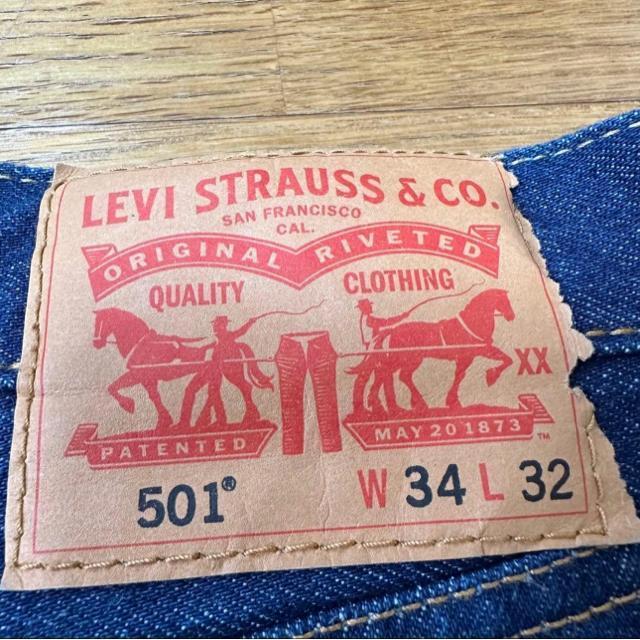 LEVI STRAUSS & CO.
SAN FRANCISCO
CAL.
ORIGINAL RIVETED
QUALITY CLOTHING
XX
PATENTED MAY 20 1873 ™
501® W 34 L 32